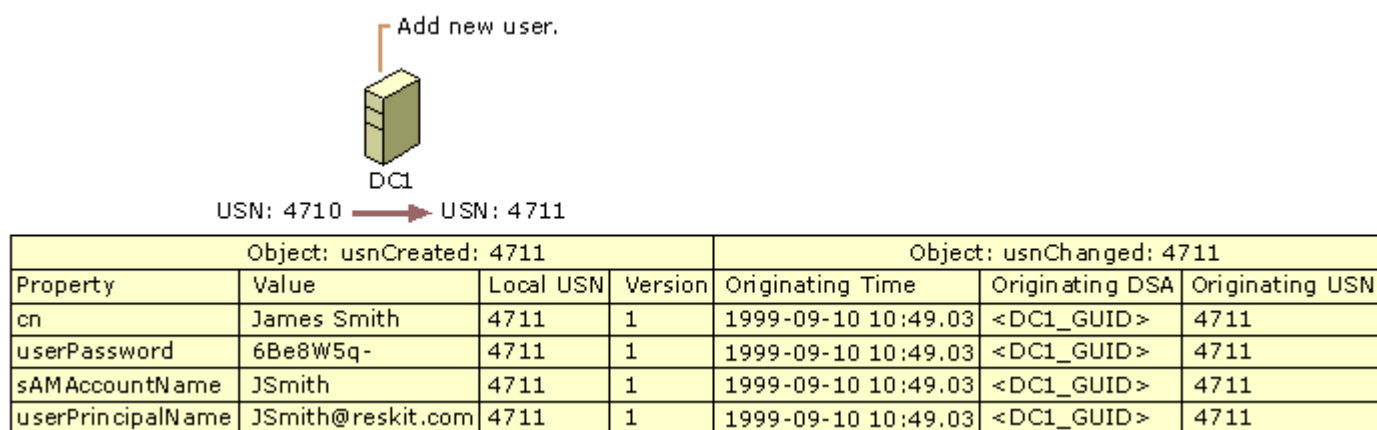 Add new user.
DC1
USN: 4710 USN: 4711
Object: usnCreated: 4711 Object: usnChanged: 4711
Property Value Local USN Version Originating Time Originating DSA Originating USN
cn James Smith 4711 1 1999-09-10 10:49.03 <DC1_GUID> 4711
userPassword 6Be8W5q- 4711 1 1999-09-10 10:49.03 <DC1_GUID> 4711
sAMAccountName JSmith 4711 1 1999-09-10 10:49.03 <DC1_GUID> 4711
userPrincipalName JSmith@reskit.com 4711 1 1999-09-10 10:49.03 <DC1_GUID> 4711